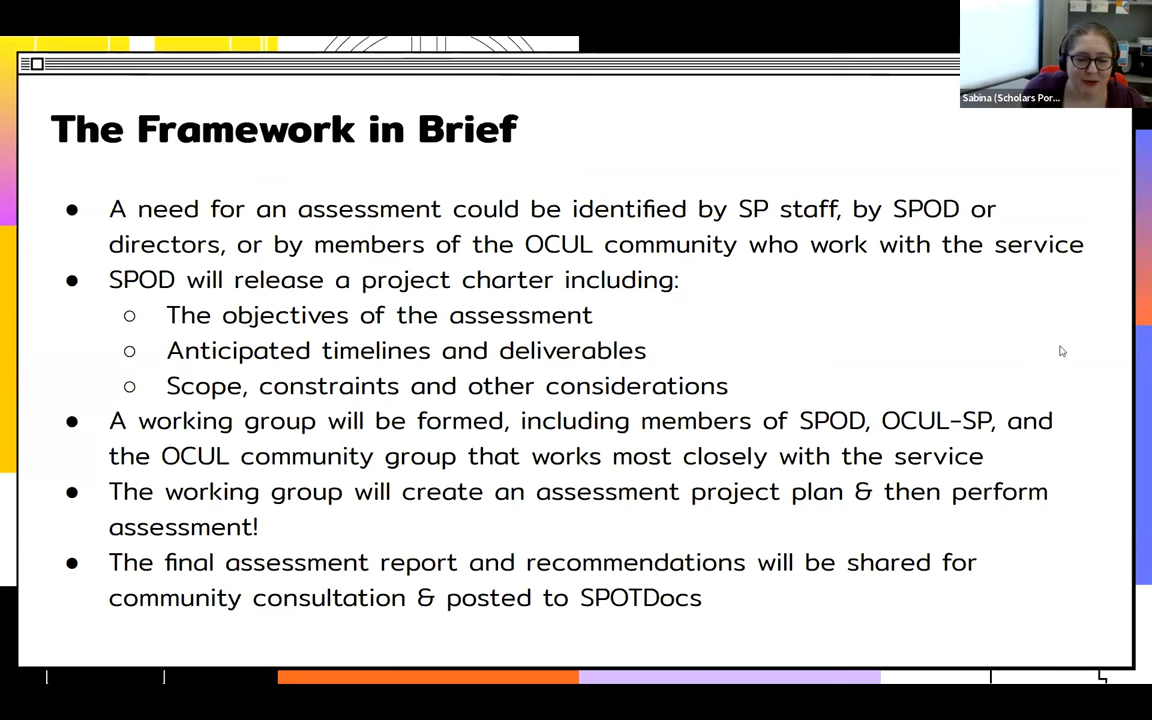 Sabina (Scholars Por...
The Framework in Brief
● A need for an assessment could be identified by SP staff, by SPOD or
directors, or by members of the OCUL community who work with the service
● SPOD will release a project charter including:
○ The objectives of the assessment
○ Anticipated timelines and deliverables
○ Scope, constraints and other considerations
● A working group will be formed, including members of SPOD, OCUL-SP, and
the OCUL community group that works most closely with the service
● The working group will create an assessment project plan & then perform
assessment!
● The final assessment report and recommendations will be shared for
community consultation & posted to SPOTDocs